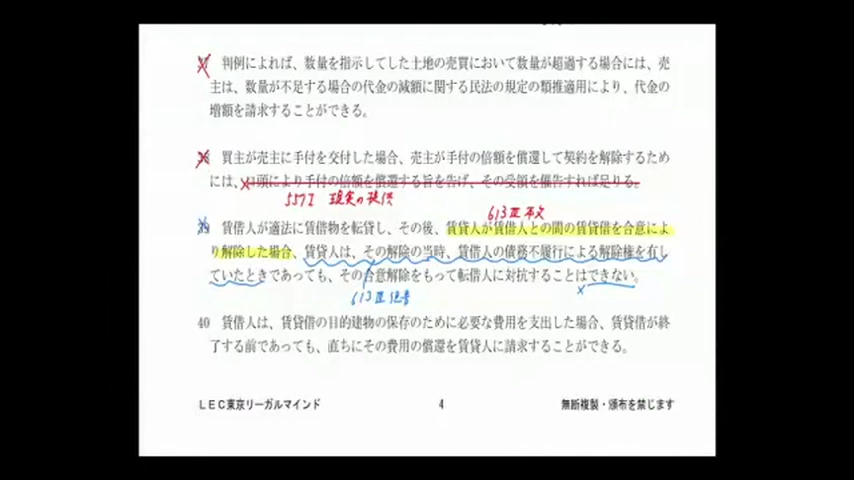 判例によれば、数量を指示してした土地の売買において数量が超過する場合には、売
主は、数量が不足する場合の代金の減額に関する民法の規定の類推適用により、代金の
増額を請求することができる。
買主が売主に手付を交付した場合、売主が手付の倍額を償還して契約を解除するため
には、口頭により手付の倍額を償還する旨を告げ、その受領を催告すれば足りる。
557Ⅰ 現実の提供
613Ⅲ本文
39 賃借人が適法に賃借物を転貸し、その後、賃貸人が賃借人との間の賃貸借を合意によ
り解除した場合、賃貸人は、その解除の当時、賃借人の債務不履行による解除権を有し
ていたときであっても、その合意解除をもって転借人に対抗することはできない。
613Ⅲ但書
40 賃借人は、賃貸借の目的建物の保存のために必要な費用を支出した場合、賃貸借が終
了する前であっても、直ちにその費用の償還を賃貸人に請求することができる。
LEC東京リーガルマインド 4 無断複製・頒布を禁じます